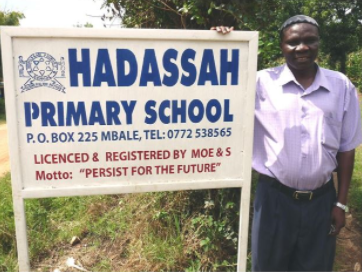 HADASSAH
PRIMARY SCHOOL
P.O. BOX 225 MBALE, TEL: 0772 538565
LICENCED & REGISTERED BY MOE & S
Motto: "PERSIST FOR THE FUTURE"